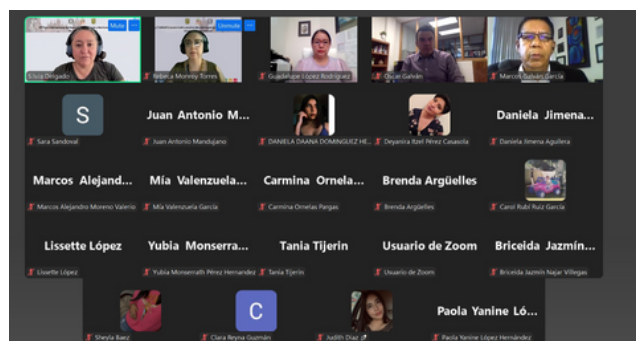 Mute
Unmute
Silvia Delgado
Rebeca Monroy Torres
Guadalupe López Rodríguez
Oscar Galván
Marcos Galván García
S
Juan Antonio M...
Daniela Jimena...
Sara Sandoval
Juan Antonio Mandujano
DANIELA DAANA DOMINGUEZ HE...
Deyanira Itzel Pérez Casasola
Daniela Jimena Aguilera
Marcos Alejand...
Mía Valenzuela...
Carmina Ornela...
Brenda Argüelles
Marcos Alejandro Moreno Valerio
Mía Valenzuela García
Carmina Ornelas Pargas
Brenda Argüelles
Carol Rubí Ruiz García
Lissette López
Yubia Monserra...
Tania Tijerin
Usuario de Zoom
Briceida Jazmín...
Lissette López
Yubia Monserrath Pérez Hernandez
Tania Tijerin
Usuario de Zoom
Briceida Jazmín Najar Villegas
C
Paola Yanine Ló...
Sheyla Baez
Clara Reyna Guzmán
Judith Díaz
Paola Yanine López Hernández